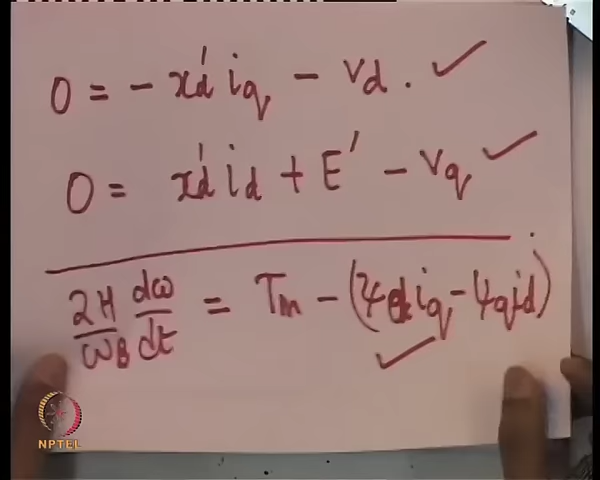 0 = - x'd iq - vd . ✓
0 = x'd id + E' - vq ✓
2H/ωB dω/dt = Tm - (ψd iq - ψq id) ✓
NPTEL